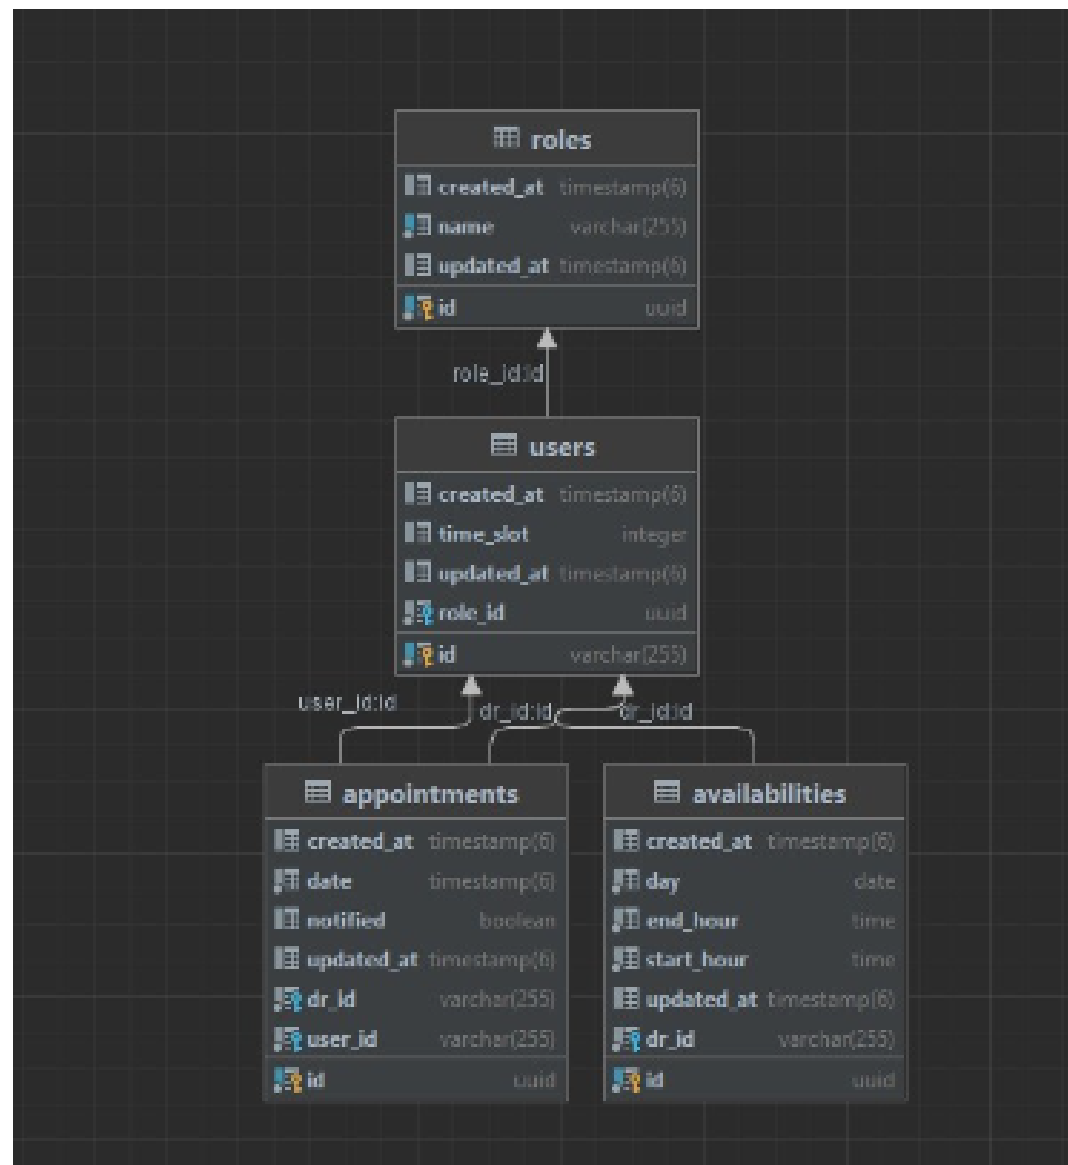 roles
created_at timestamp(6)
name varchar(255)
updated_at timestamp(6)
id uuid
role_id:id
users
created_at timestamp(6)
time_slot integer
updated_at timestamp(6)
role_id uuid
id varchar(255)
user_id:id
dr_id:id
dr_id:id
appointments
created_at timestamp(6)
date timestamp(6)
notified boolean
updated_at timestamp(6)
dr_id varchar(255)
user_id varchar(255)
id uuid
availabilities
created_at timestamp(6)
day date
end_hour time
start_hour time
updated_at timestamp(6)
dr_id varchar(255)
id uuid